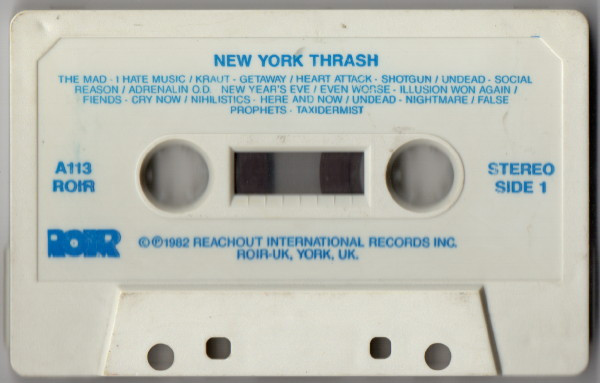 NEW YORK THRASH
THE MAD - I HATE MUSIC / KRAUT - GETAWAY / HEART ATTACK - SHOTGUN / UNDEAD - SOCIAL
REASON / ADRENALIN O.D. NEW YEAR'S EVE / EVEN WORSE - ILLUSION WON AGAIN /
FIENDS - CRY NOW / NIHILISTICS - HERE AND NOW / UNDEAD - NIGHTMARE / FALSE
PROPHETS - TAXIDERMIST
A113
ROIR
STEREO
SIDE 1
ROIR
©℗1982 REACHOUT INTERNATIONAL RECORDS INC.
ROIR-UK, YORK, UK.